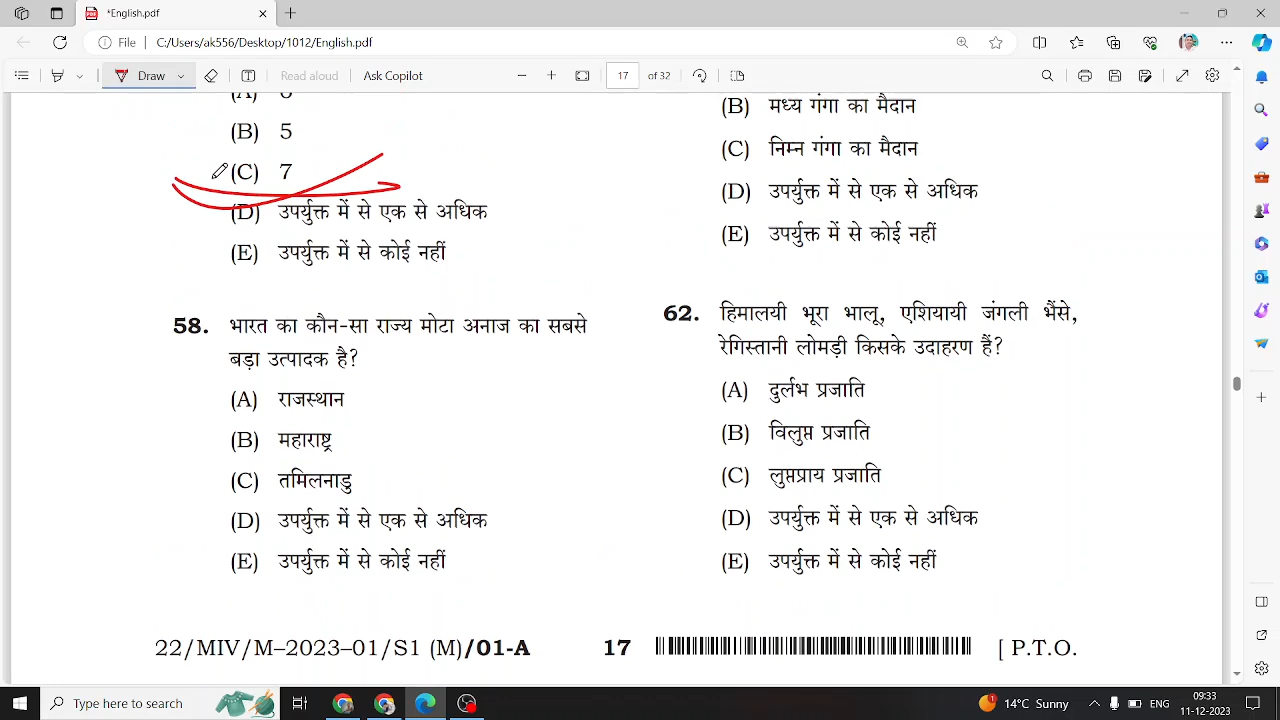 *English.pdf
File
C:/Users/ak556/Desktop/1012/English.pdf
Draw
Read aloud
Ask Copilot
17
of 32
(A) 6
(B) 5
(C) 7
(D) उपर्युक्त में से एक से अधिक
(E) उपर्युक्त में से कोई नहीं
58. भारत का कौन-सा राज्य मोटा अनाज का सबसे
बड़ा उत्पादक है?
(A) राजस्थान
(B) महाराष्ट्र
(C) तमिलनाडु
(D) उपर्युक्त में से एक से अधिक
(E) उपर्युक्त में से कोई नहीं
(B) मध्य गंगा का मैदान
(C) निम्न गंगा का मैदान
(D) उपर्युक्त में से एक से अधिक
(E) उपर्युक्त में से कोई नहीं
62. हिमालयी भूरा भालू, एशियायी जंगली भैंसे,
रेगिस्तानी लोमड़ी किसके उदाहरण हैं?
(A) दुर्लभ प्रजाति
(B) विलुप्त प्रजाति
(C) लुप्तप्राय प्रजाति
(D) उपर्युक्त में से एक से अधिक
(E) उपर्युक्त में से कोई नहीं
22/MIV/M–2023–01/S1 (M)/01-A
17
[ P.T.O.
Type here to search
14°C Sunny
ENG
09:33
11-12-2023